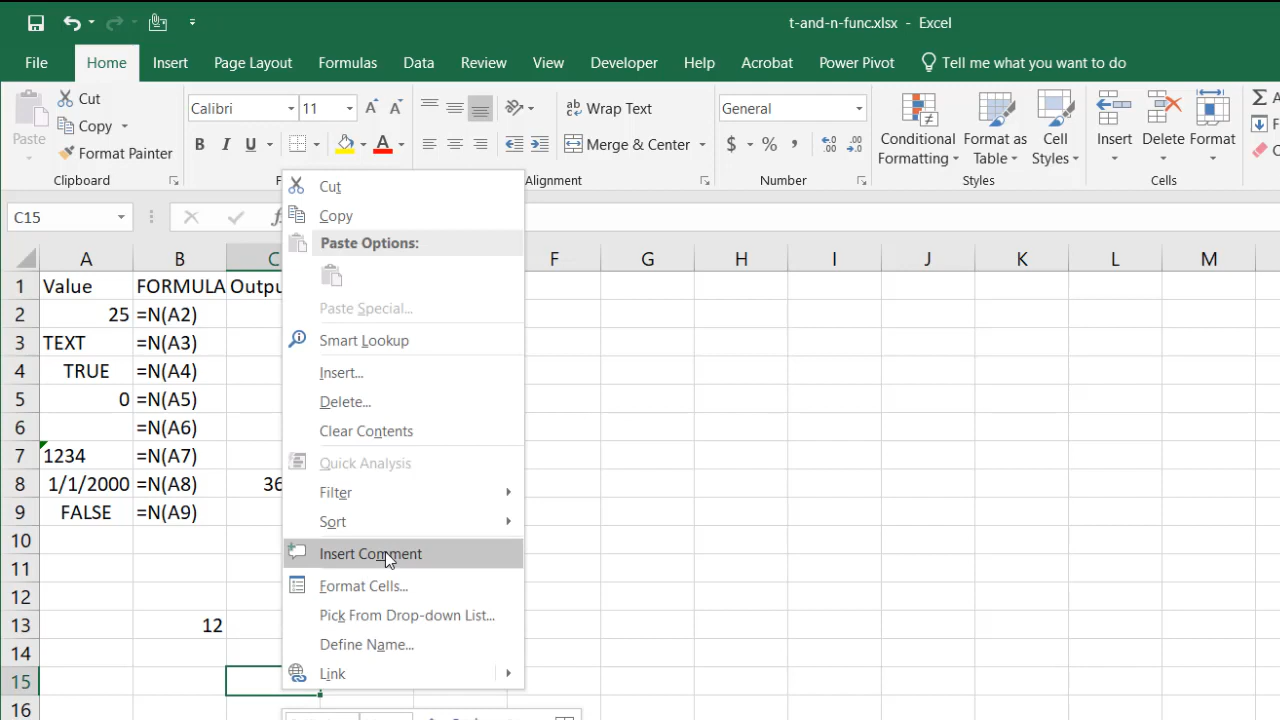 t-and-n-func.xlsx - Excel
File Home Insert Page Layout Formulas Data Review View Developer Help Acrobat Power Pivot Tell me what you want to do
Paste
Cut
Copy
Format Painter
Clipboard
Calibri 11
B I U A
ab Wrap Text
Merge & Center
Alignment
General
$ % , .00 .0
Number
Conditional Formatting
Format as Table
Cell Styles
Styles
Insert Delete Format
Cells
C15
A B C F G H I J K L M
1 Value FORMULA Outpu
2 25 =N(A2)
3 TEXT =N(A3)
4 TRUE =N(A4)
5 0 =N(A5)
6 =N(A6)
7 1234 =N(A7)
8 1/1/2000 =N(A8) 36
9 FALSE =N(A9)
10
11
12
13 12
14
15
16
Cut
Copy
Paste Options:
Paste Special...
Smart Lookup
Insert...
Delete...
Clear Contents
Quick Analysis
Filter
Sort
Insert Comment
Format Cells...
Pick From Drop-down List...
Define Name...
Link